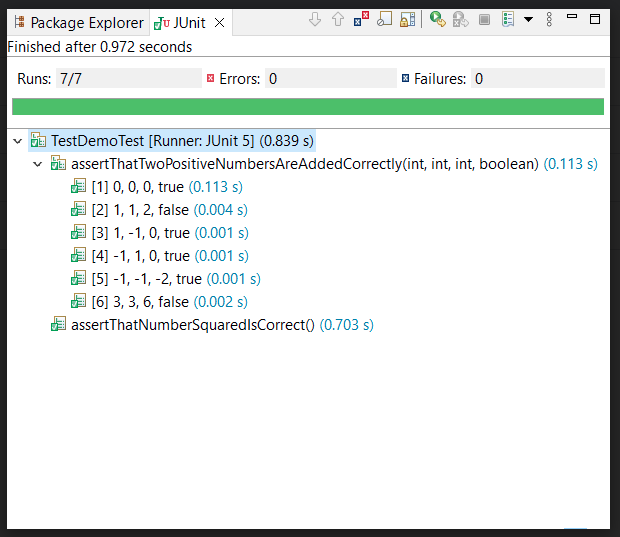 Package Explorer JUnit
Finished after 0.972 seconds
Runs: 7/7 Errors: 0 Failures: 0
TestDemoTest [Runner: JUnit 5] (0.839 s)
assertThatTwoPositiveNumbersAreAddedCorrectly(int, int, int, boolean) (0.113 s)
[1] 0, 0, 0, true (0.113 s)
[2] 1, 1, 2, false (0.004 s)
[3] 1, -1, 0, true (0.001 s)
[4] -1, 1, 0, true (0.001 s)
[5] -1, -1, -2, true (0.001 s)
[6] 3, 3, 6, false (0.002 s)
assertThatNumberSquaredIsCorrect() (0.703 s)